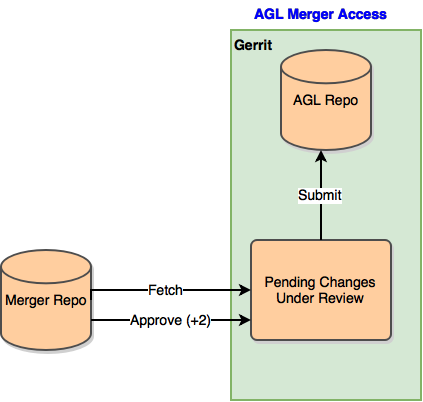 AGL Merger Access
Gerrit
AGL Repo
Submit
Pending Changes
Under Review
Merger Repo
Fetch
Approve (+2)